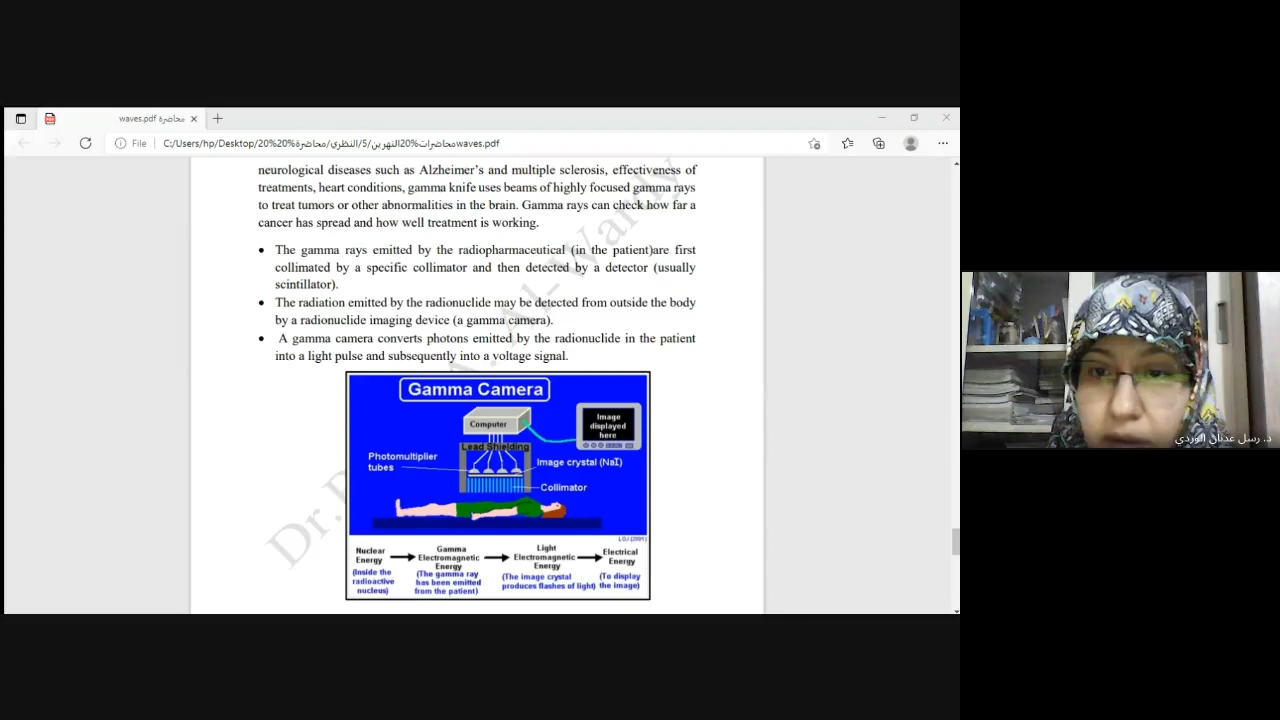 محاضرة waves.pdf
File
C:/Users/hp/Desktop/محاضرات%20النهرين/5/النظري/محاضرة%20%20waves.pdf
neurological diseases such as Alzheimer's and multiple sclerosis, effectiveness of
treatments, heart conditions, gamma knife uses beams of highly focused gamma rays
to treat tumors or other abnormalities in the brain. Gamma rays can check how far a
cancer has spread and how well treatment is working.
• The gamma rays emitted by the radiopharmaceutical (in the patient)are first
collimated by a specific collimator and then detected by a detector (usually
scintillator).
• The radiation emitted by the radionuclide may be detected from outside the body
by a radionuclide imaging device (a gamma camera).
• A gamma camera converts photons emitted by the radionuclide in the patient
into a light pulse and subsequently into a voltage signal.
Gamma Camera
Computer
Image
displayed
here
Lead Shielding
Photomultiplier
tubes
Image crystal (NaI)
Collimator
Nuclear
Energy
(Inside the
radioactive
nucleus)
Gamma
Electromagnetic
Energy
(The gamma ray
has been emitted
from the patient)
Light
Electromagnetic
Energy
(The image crystal
produces flashes of light)
Electrical
Energy
(To display
the image)
Al-Wardy
د. رسل عدنان الوردي